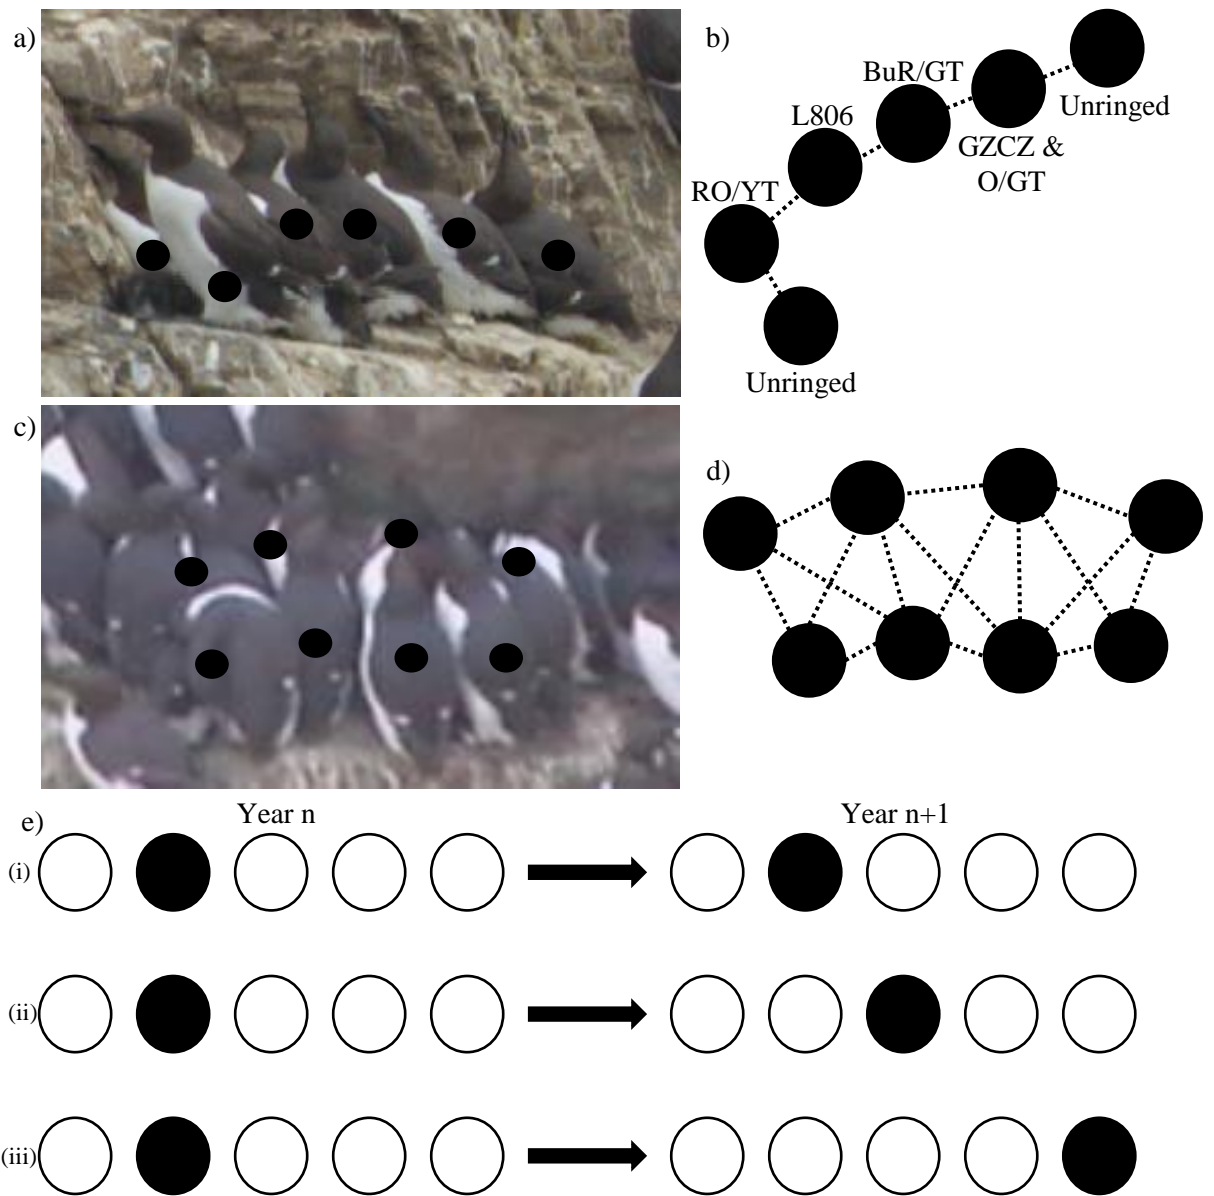 a)
b)
BuR/GT
Unringed
L806
GZCZ &
O/GT
RO/YT
Unringed
c)
d)
e)
Year n
Year n+1
(i)
(ii)
(iii)